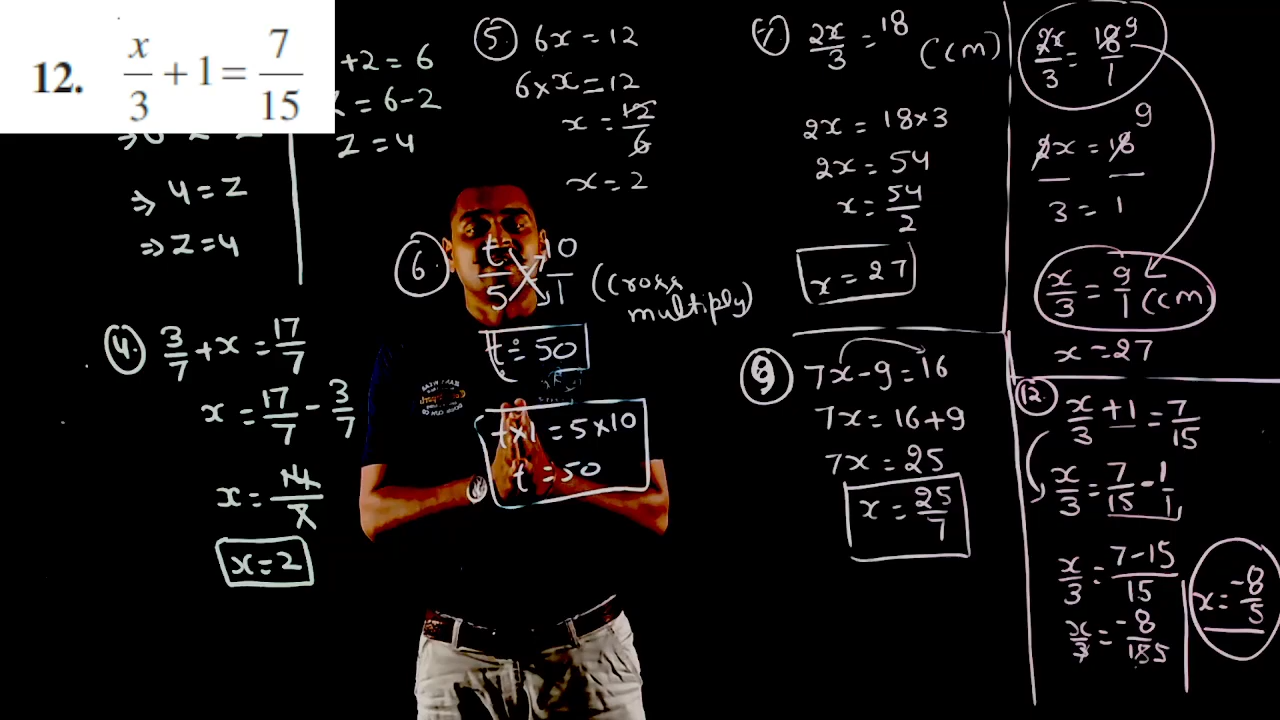 12. x/3 + 1 = 7/15
+2 = 6
= 6-2
z = 4
⇒ 4 = z
⇒ z = 4
4. 3/7 + x = 17/7
x = 17/7 - 3/7
x = 14/7
x = 2
5. 6x = 12
6×x = 12
x = 12/6
x = 2
6. t/5 10/1 (Cross
multiply)
t = 50
t×1 = 5×10
t = 50
2x/3 = 18 (cm)
2x = 18×3
2x = 54
x = 54/2
x = 27
7x - 9 = 16
7x = 16+9
7x = 25
x = 25/7
2x/3 = 18/1 9
2x = 18 9
3 = 1
x/3 = 9/1 (cm)
x = 27
12. x/3 + 1 = 7/15
x/3 = 7/15 - 1/1
x/3 = 7-15/15
x/3 = -8/15 5
x = -8/5